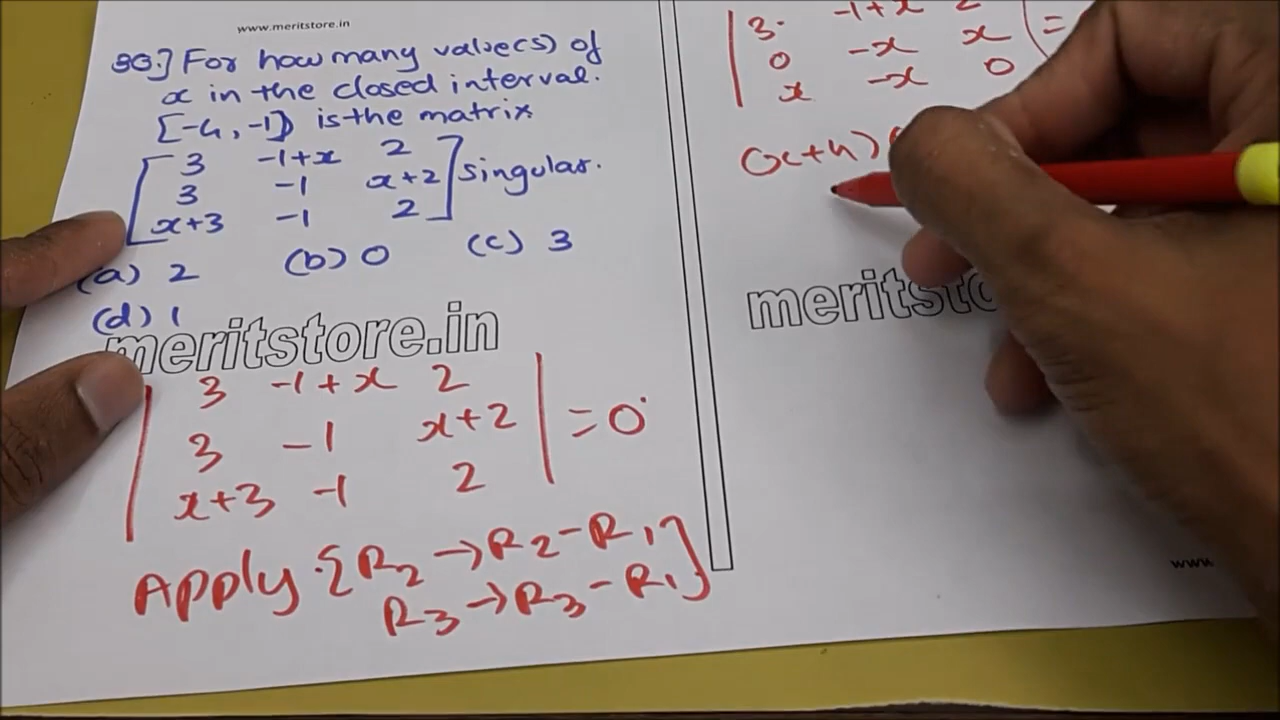 www.meritstore.in
30.] For how many value(s) of
x in the closed interval.
[-4, -1] is the matrix
3 -1+x 2
3 -1 x+2
x+3 -1 2
singular.
(a) 2 (b) 0 (c) 3
(d) 1
meritstore.in
3 -1+x 2
3 -1 x+2 = 0
x+3 -1 2
Apply {R2 → R2 - R1
R3 → R3 - R1}
3 -1+x 2
0 -x x =
x -x 0
(x+4)
meritsto
www.